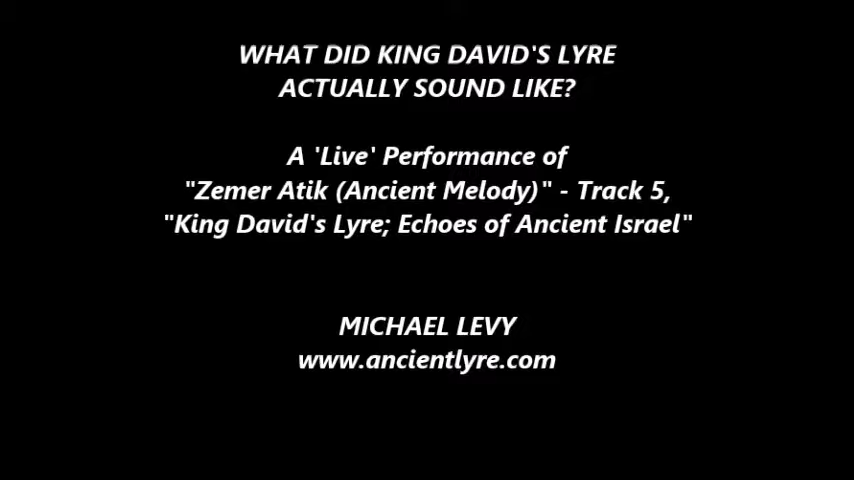 WHAT DID KING DAVID'S LYRE
ACTUALLY SOUND LIKE?
A 'Live' Performance of
"Zemer Atik (Ancient Melody)" - Track 5,
"King David's Lyre; Echoes of Ancient Israel"
MICHAEL LEVY
www.ancientlyre.com